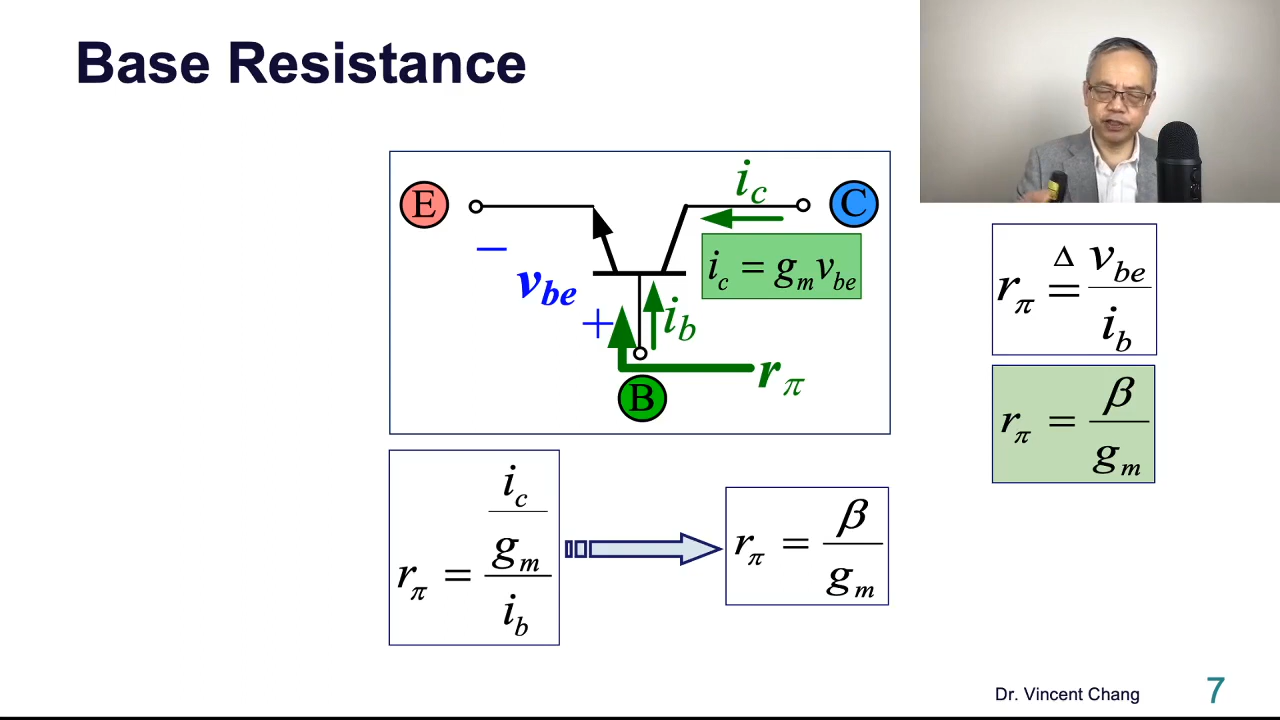 Base Resistance
E
i_c
C
i_c = g_m v_be
−
v_be
+
i_b
r_π
B
r_π ≜ v_be / i_b
r_π = β / g_m
r_π = (i_c / g_m) / i_b
r_π = β / g_m
Dr. Vincent Chang
7